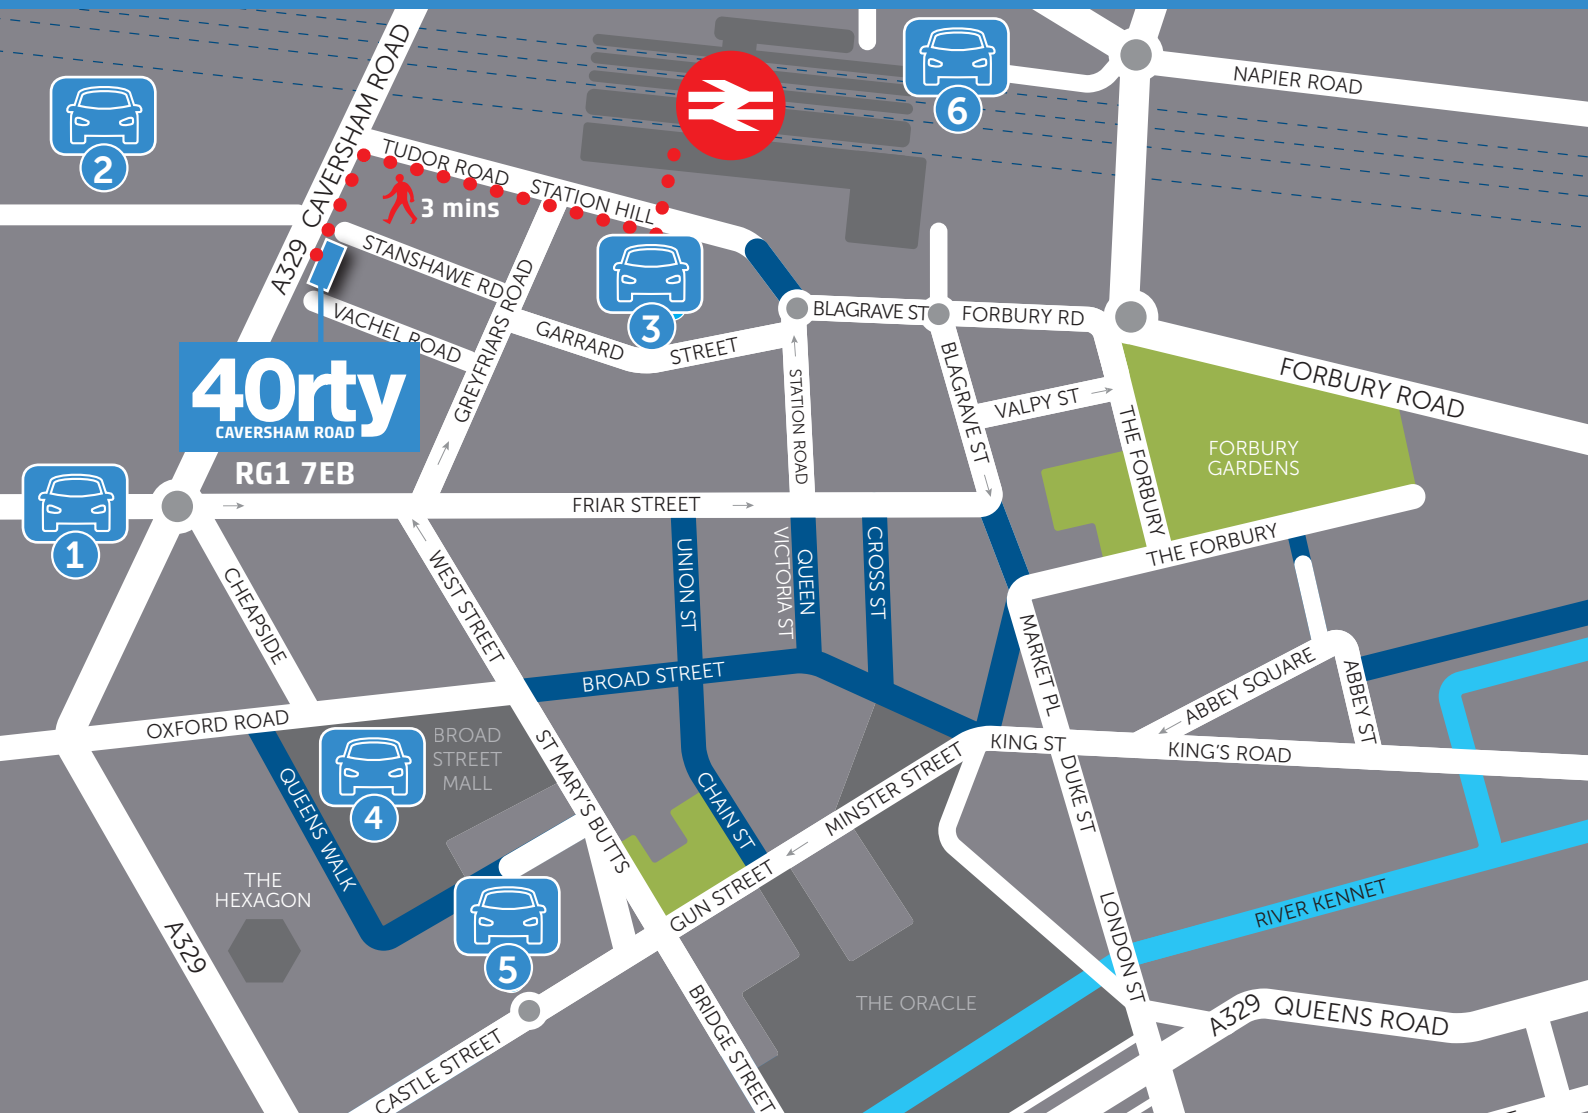 NAPIER ROAD
A329 CAVERSHAM ROAD
2
6
TUDOR ROAD
STATION HILL
3 mins
STANSHAWE RD
VACHEL ROAD
GREYFRIARS ROAD
GARRARD STREET
3
BLAGRAVE ST
FORBURY RD
FORBURY ROAD
40rty
CAVERSHAM ROAD
RG1 7EB
STATION ROAD
BLAGRAVE ST
VALPY ST
THE FORBURY
FORBURY
GARDENS
1
FRIAR STREET
THE FORBURY
CHEAPSIDE
WEST STREET
UNION ST
QUEEN
VICTORIA ST
CROSS ST
MARKET PL
ABBEY SQUARE
ABBEY ST
BROAD STREET
OXFORD ROAD
BROAD
STREET
MALL
4
QUEENS WALK
ST MARY'S BUTTS
CHAIN ST
MINSTER STREET
KING ST
KING'S ROAD
DUKE ST
THE
HEXAGON
A329
5
GUN STREET
LONDON ST
RIVER KENNET
THE ORACLE
BRIDGE STREET
CASTLE STREET
A329 QUEENS ROAD